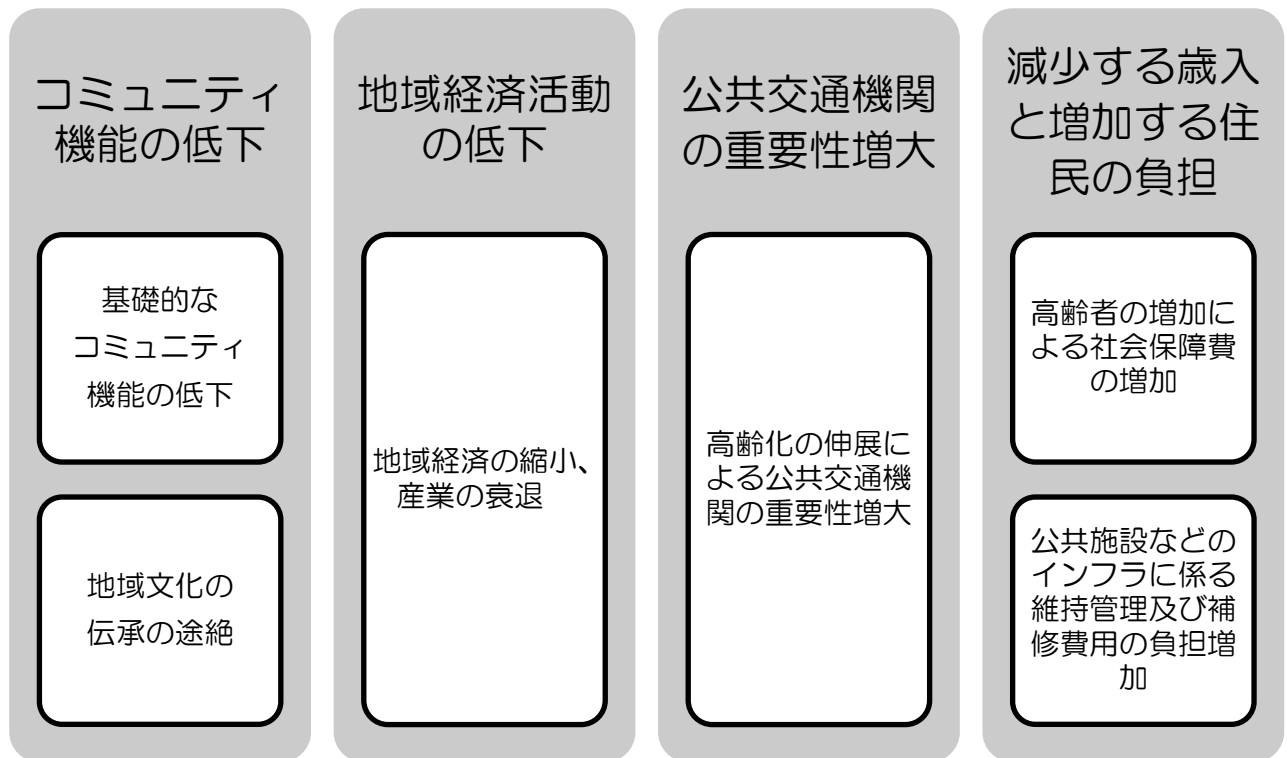 コミュニティ
機能の低下
基礎的な
コミュニティ
機能の低下
地域文化の
伝承の途絶
地域経済活動
の低下
地域経済の縮小、
産業の衰退
公共交通機関
の重要性増大
高齢化の伸展に
よる公共交通機
関の重要性増大
減少する歳入
と増加する住
民の負担
高齢者の増加に
よる社会保障費
の増加
公共施設などの
インフラに係る
維持管理及び補
修費用の負担増
加